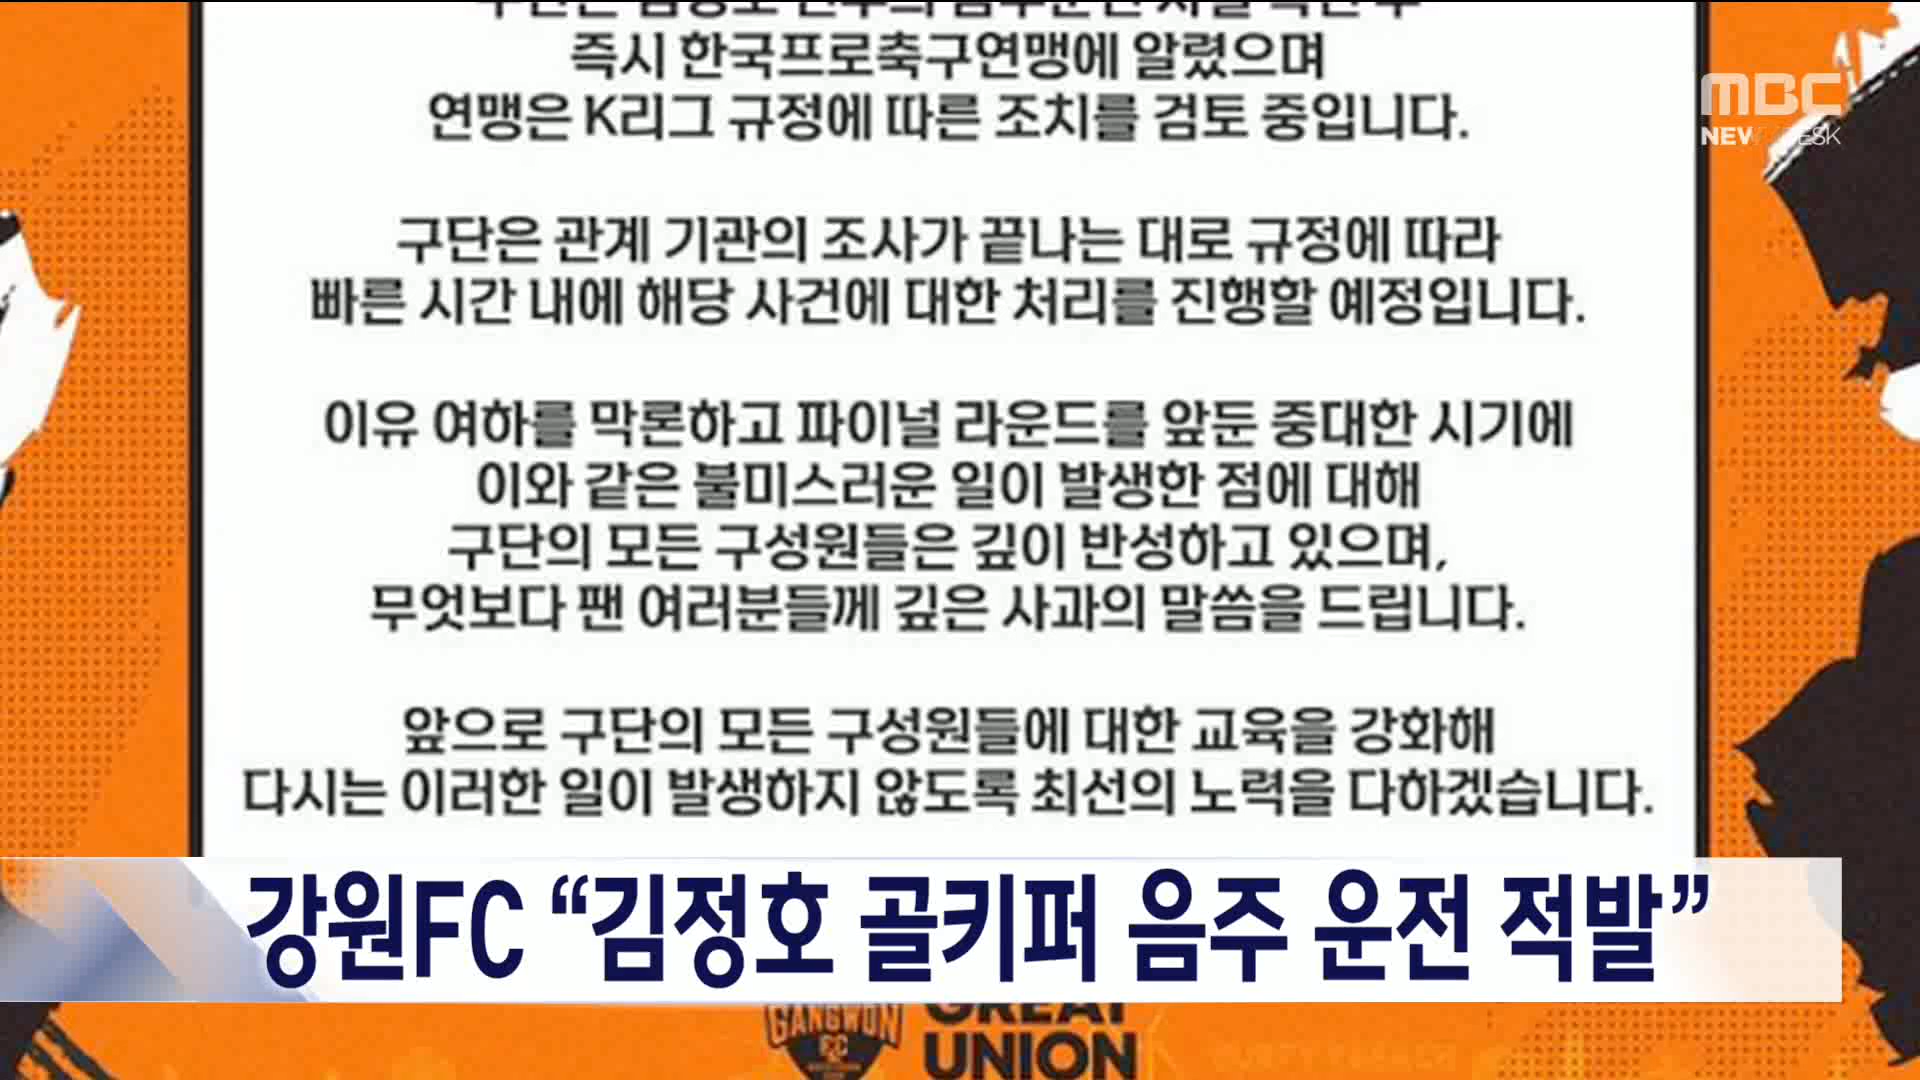 즉시 한국프로축구연맹에 알렸으며
연맹은 K리그 규정에 따른 조치를 검토 중입니다.
구단은 관계 기관의 조사가 끝나는 대로 규정에 따라
빠른 시간 내에 해당 사건에 대한 처리를 진행할 예정입니다.
이유 여하를 막론하고 파이널 라운드를 앞둔 중대한 시기에
이와 같은 불미스러운 일이 발생한 점에 대해
구단의 모든 구성원들은 깊이 반성하고 있으며,
무엇보다 팬 여러분들께 깊은 사과의 말씀을 드립니다.
앞으로 구단의 모든 구성원들에 대한 교육을 강화해
다시는 이러한 일이 발생하지 않도록 최선의 노력을 다하겠습니다.
MBC
NEWSDESK
강원FC “김정호 골키퍼 음주 운전 적발”
GANGWON
FC
GREAT
UNION